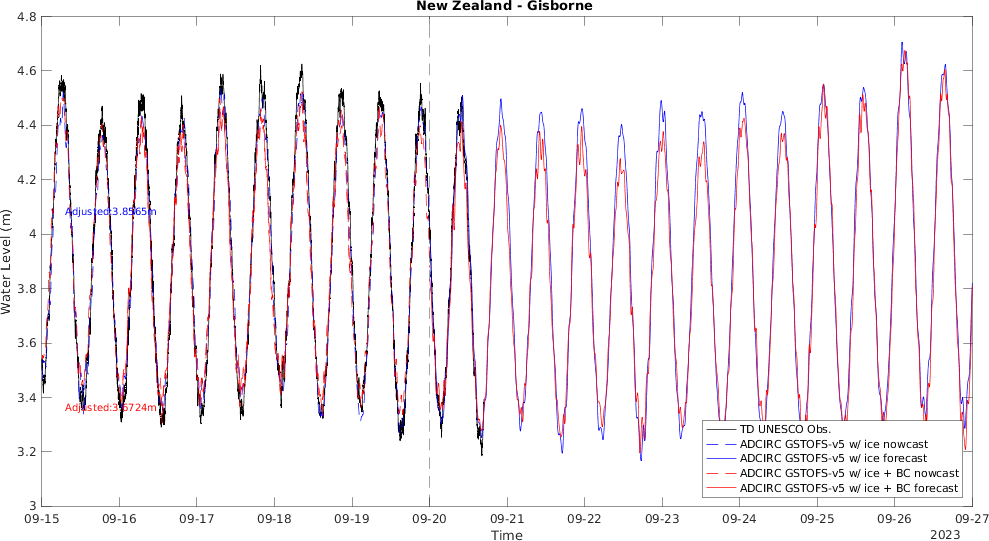 New Zealand - Gisborne
4.8
4.6
4.4
4.2
4
3.8
3.6
3.4
3.2
3
Water Level (m)
Adjusted:3.8565m
Adjusted:3.6724m
TD UNESCO Obs.
ADCIRC GSTOFS-v5 w/ ice nowcast
ADCIRC GSTOFS-v5 w/ ice forecast
ADCIRC GSTOFS-v5 w/ ice + BC nowcast
ADCIRC GSTOFS-v5 w/ ice + BC forecast
09-15 09-16 09-17 09-18 09-19 09-20 09-21 09-22 09-23 09-24 09-25 09-26 09-27
Time
2023